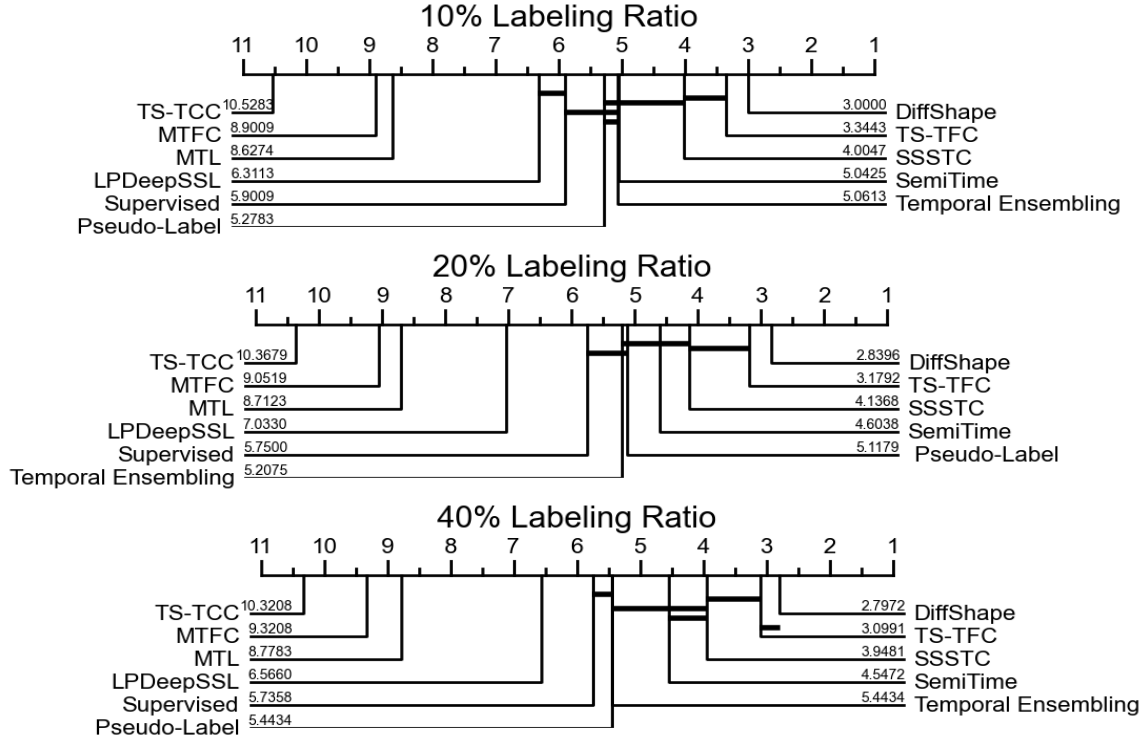 10% Labeling Ratio
11 10 9 8 7 6 5 4 3 2 1
TS-TCC 10.5283 3.0000 DiffShape
MTFC 8.9009 3.3443 TS-TFC
MTL 8.6274 4.0047 SSSTC
LPDeepSSL 6.3113 5.0425 SemiTime
Supervised 5.9009 5.0613 Temporal Ensembling
Pseudo-Label 5.2783
20% Labeling Ratio
11 10 9 8 7 6 5 4 3 2 1
TS-TCC 10.3679 2.8396 DiffShape
MTFC 9.0519 3.1792 TS-TFC
MTL 8.7123 4.1368 SSSTC
LPDeepSSL 7.0330 4.6038 SemiTime
Supervised 5.7500 5.1179 Pseudo-Label
Temporal Ensembling 5.2075
40% Labeling Ratio
11 10 9 8 7 6 5 4 3 2 1
TS-TCC 10.3208 2.7972 DiffShape
MTFC 9.3208 3.0991 TS-TFC
MTL 8.7783 3.9481 SSSTC
LPDeepSSL 6.5660 4.5472 SemiTime
Supervised 5.7358 5.4434 Temporal Ensembling
Pseudo-Label 5.4434